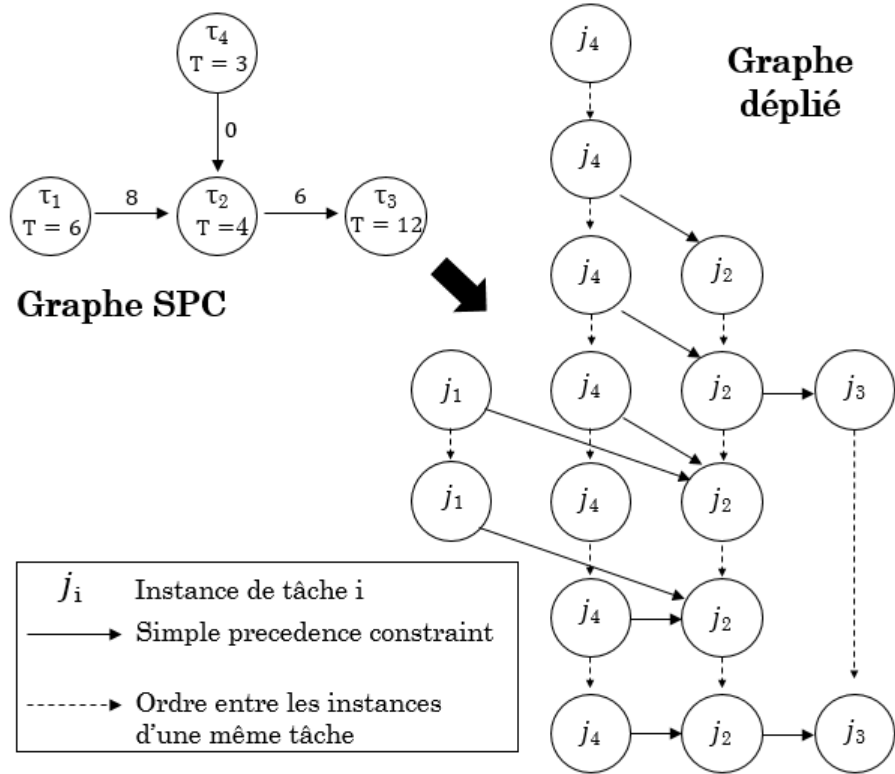 τ₄
T = 3
0
τ₁
T = 6
8
τ₂
T =4
6
τ₃
T = 12
Graphe SPC
Graphe
déplié
j₄
j₄
j₄
j₂
j₁
j₄
j₂
j₃
j₁
j₄
j₂
j₄
j₂
j₄
j₂
j₃
jᵢ Instance de tâche i
Simple precedence constraint
Ordre entre les instances
d'une même tâche